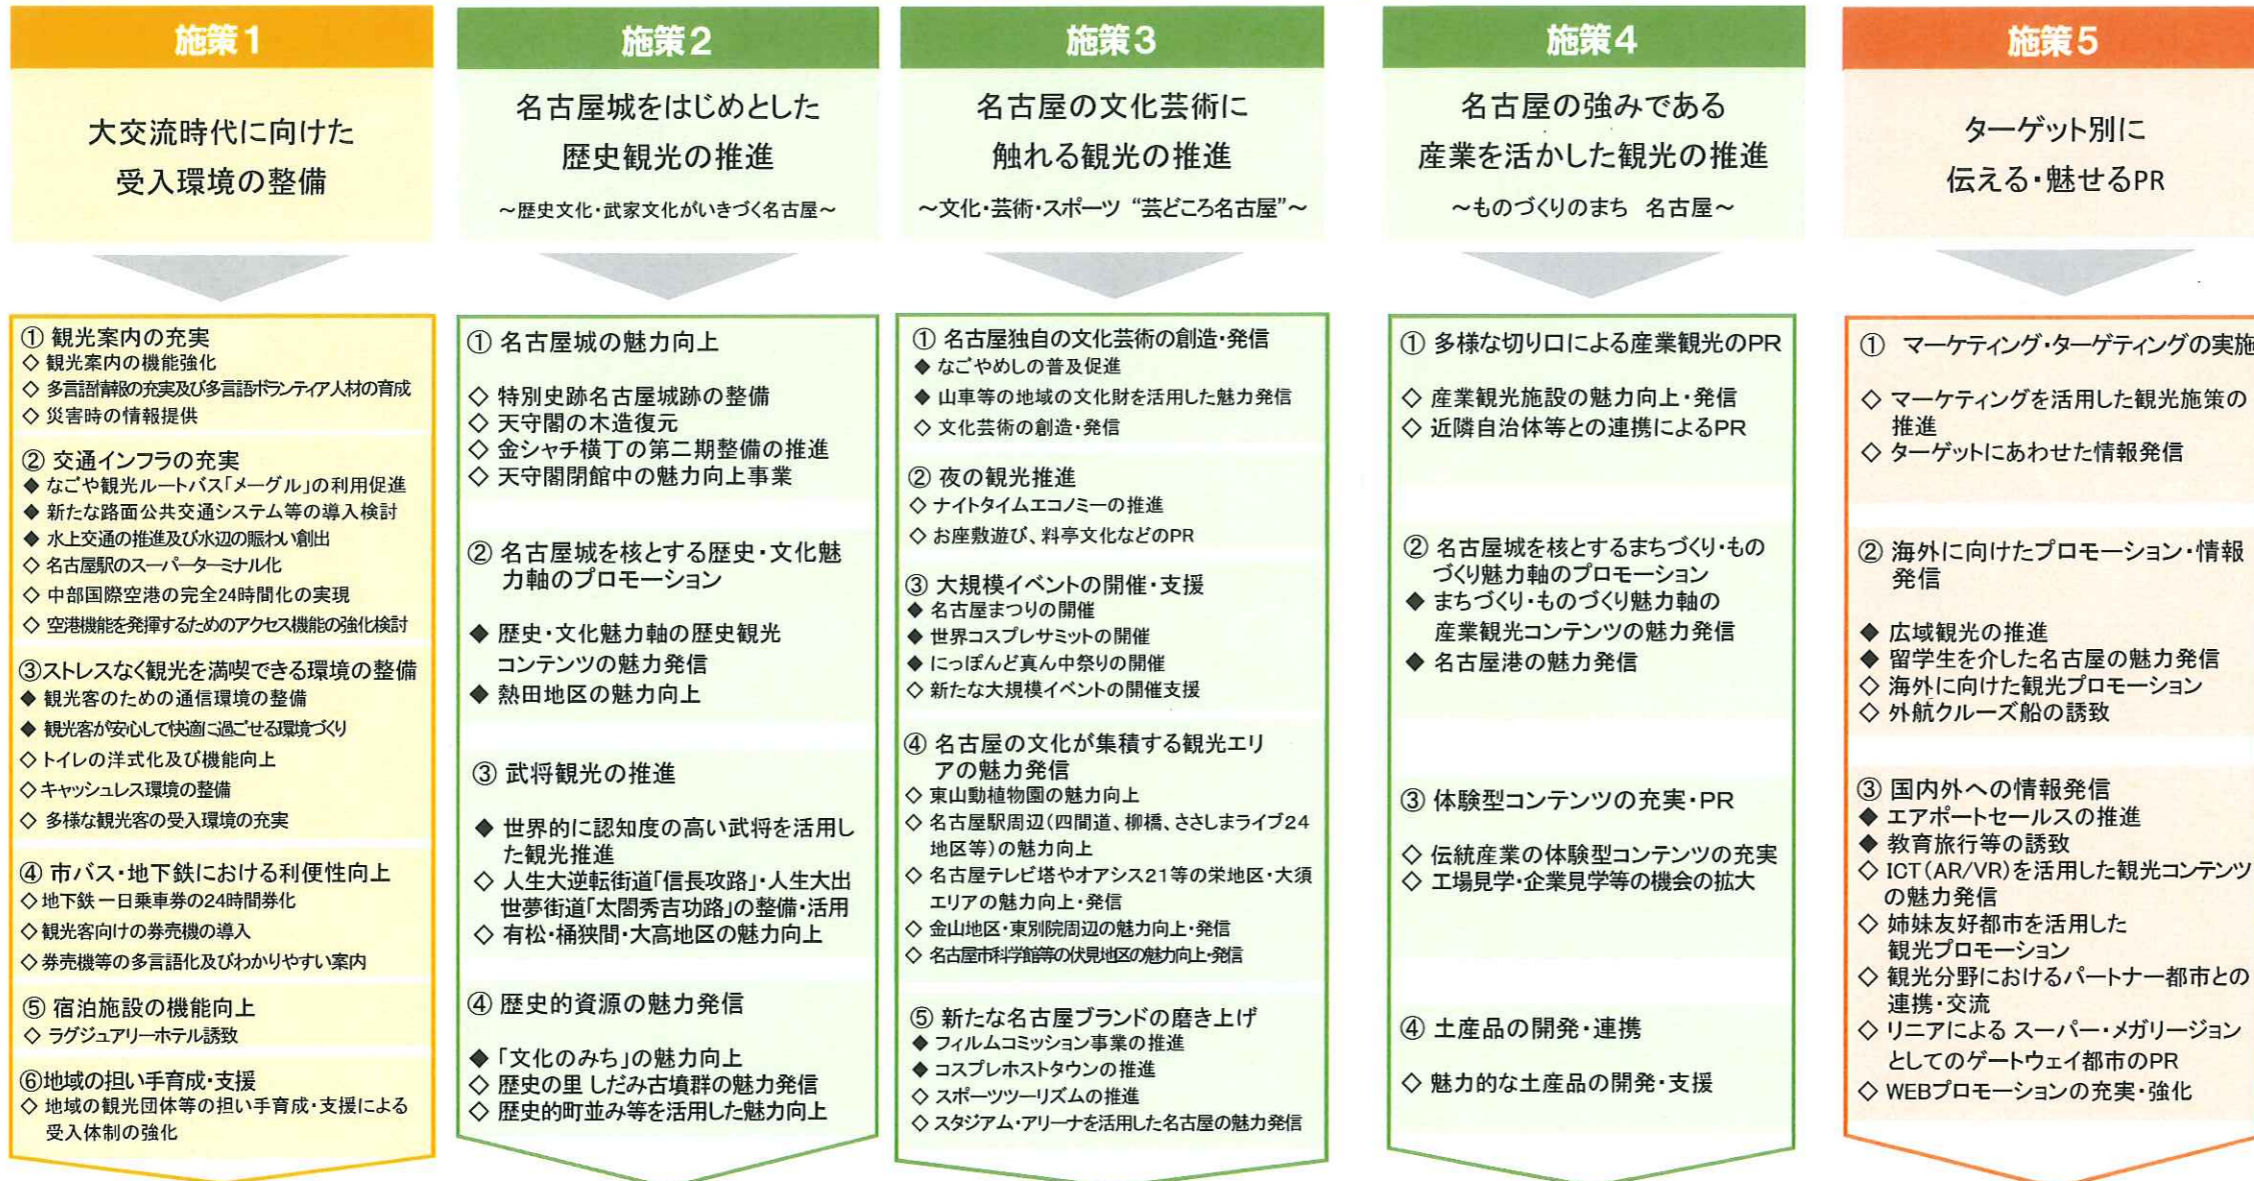 施策1
大交流時代に向けた
受入環境の整備
① 観光案内の充実
◇ 観光案内の機能強化
◇ 多言語情報の充実及び多言語ボランティア人材の育成
◇ 災害時の情報提供
② 交通インフラの充実
◆ なごや観光ルートバス「メーグル」の利用促進
◆ 新たな路面公共交通システム等の導入検討
◆ 水上交通の推進及び水辺の賑わい創出
◇ 名古屋駅のスーパーターミナル化
◇ 中部国際空港の完全24時間化の実現
◇ 空港機能を発揮するためのアクセス機能の強化検討
③ストレスなく観光を満喫できる環境の整備
◆ 観光客のための通信環境の整備
◆ 観光客が安心して快適に過ごせる環境づくり
◇トイレの洋式化及び機能向上
◇キャッシュレス環境の整備
◇ 多様な観光客の受入環境の充実
④ 市バス・地下鉄における利便性向上
◇地下鉄一日乗車券の24時間券化
◇観光客向けの券売機の導入
◇券売機等の多言語化及びわかりやすい案内
⑤ 宿泊施設の機能向上
◇ ラグジュアリーホテル誘致
⑥地域の担い手育成・支援
◇ 地域の観光団体等の担い手育成・支援による
受入体制の強化
施策2
名古屋城をはじめとした
歴史観光の推進
～歴史文化・武家文化がいきづく名古屋～
① 名古屋城の魅力向上
◇ 特別史跡名古屋城跡の整備
◇ 天守閣の木造復元
◇ 金シャチ横丁の第二期整備の推進
◇ 天守閣閉館中の魅力向上事業
② 名古屋城を核とする歴史・文化魅
力軸のプロモーション
◆ 歴史・文化魅力軸の歴史観光
コンテンツの魅力発信
◆ 熱田地区の魅力向上
③ 武将観光の推進
◆ 世界的に認知度の高い武将を活用し
た観光推進
◇ 人生大逆転街道「信長攻路」・人生大出
世夢街道「太閤秀吉功路」の整備・活用
◇ 有松・桶狭間・大高地区の魅力向上
④ 歴史的資源の魅力発信
◆「文化のみち」の魅力向上
◇ 歴史の里 しだみ古墳群の魅力発信
◇ 歴史的町並み等を活用した魅力向上
施策3
名古屋の文化芸術に
触れる観光の推進
～文化・芸術・スポーツ “芸どころ名古屋”～
① 名古屋独自の文化芸術の創造・発信
◆ なごやめしの普及促進
◆ 山車等の地域の文化財を活用した魅力発信
◇ 文化芸術の創造・発信
② 夜の観光推進
◇ ナイトタイムエコノミーの推進
◇ お座敷遊び、料亭文化などのPR
③ 大規模イベントの開催・支援
◆ 名古屋まつりの開催
◆ 世界コスプレサミットの開催
◆ にっぽんど真ん中祭りの開催
◇ 新たな大規模イベントの開催支援
④ 名古屋の文化が集積する観光エリ
アの魅力発信
◇ 東山動植物園の魅力向上
◇ 名古屋駅周辺(四間道、柳橋、ささしまライブ24
地区等)の魅力向上
◇ 名古屋テレビ塔やオアシス21等の栄地区・大須
エリアの魅力向上・発信
◇ 金山地区・東別院周辺の魅力向上・発信
◇ 名古屋市科学館等の伏見地区の魅力向上・発信
⑤ 新たな名古屋ブランドの磨き上げ
◆ フィルムコミッション事業の推進
◆ コスプレホストタウンの推進
◇ スポーツツーリズムの推進
◇ スタジアム・アリーナを活用した名古屋の魅力発信
施策4
名古屋の強みである
産業を活かした観光の推進
～ものづくりのまち 名古屋～
① 多様な切り口による産業観光のPR
◇ 産業観光施設の魅力向上・発信
◇ 近隣自治体等との連携によるPR
② 名古屋城を核とするまちづくり・もの
づくり魅力軸のプロモーション
◆ まちづくり・ものづくり魅力軸の
産業観光コンテンツの魅力発信
◆ 名古屋港の魅力発信
③ 体験型コンテンツの充実・PR
◇ 伝統産業の体験型コンテンツの充実
◇ 工場見学・企業見学等の機会の拡大
④ 土産品の開発・連携
◇ 魅力的な土産品の開発・支援
施策5
ターゲット別に
伝える・魅せるPR
① マーケティング・ターゲティングの実施
◇ マーケティングを活用した観光施策の
推進
◇ ターゲットにあわせた情報発信
② 海外に向けたプロモーション・情報
発信
◆ 広域観光の推進
◆ 留学生を介した名古屋の魅力発信
◇ 海外に向けた観光プロモーション
◇ 外航クルーズ船の誘致
③ 国内外への情報発信
◆ エアポートセールスの推進
◆ 教育旅行等の誘致
◇ ICT(AR/VR)を活用した観光コンテンツ
の魅力発信
◇ 姉妹友好都市を活用した
観光プロモーション
◇ 観光分野におけるパートナー都市との
連携・交流
◇ リニアによる スーパー・メガリージョン
としてのゲートウェイ都市のPR
◇ WEBプロモーションの充実・強化